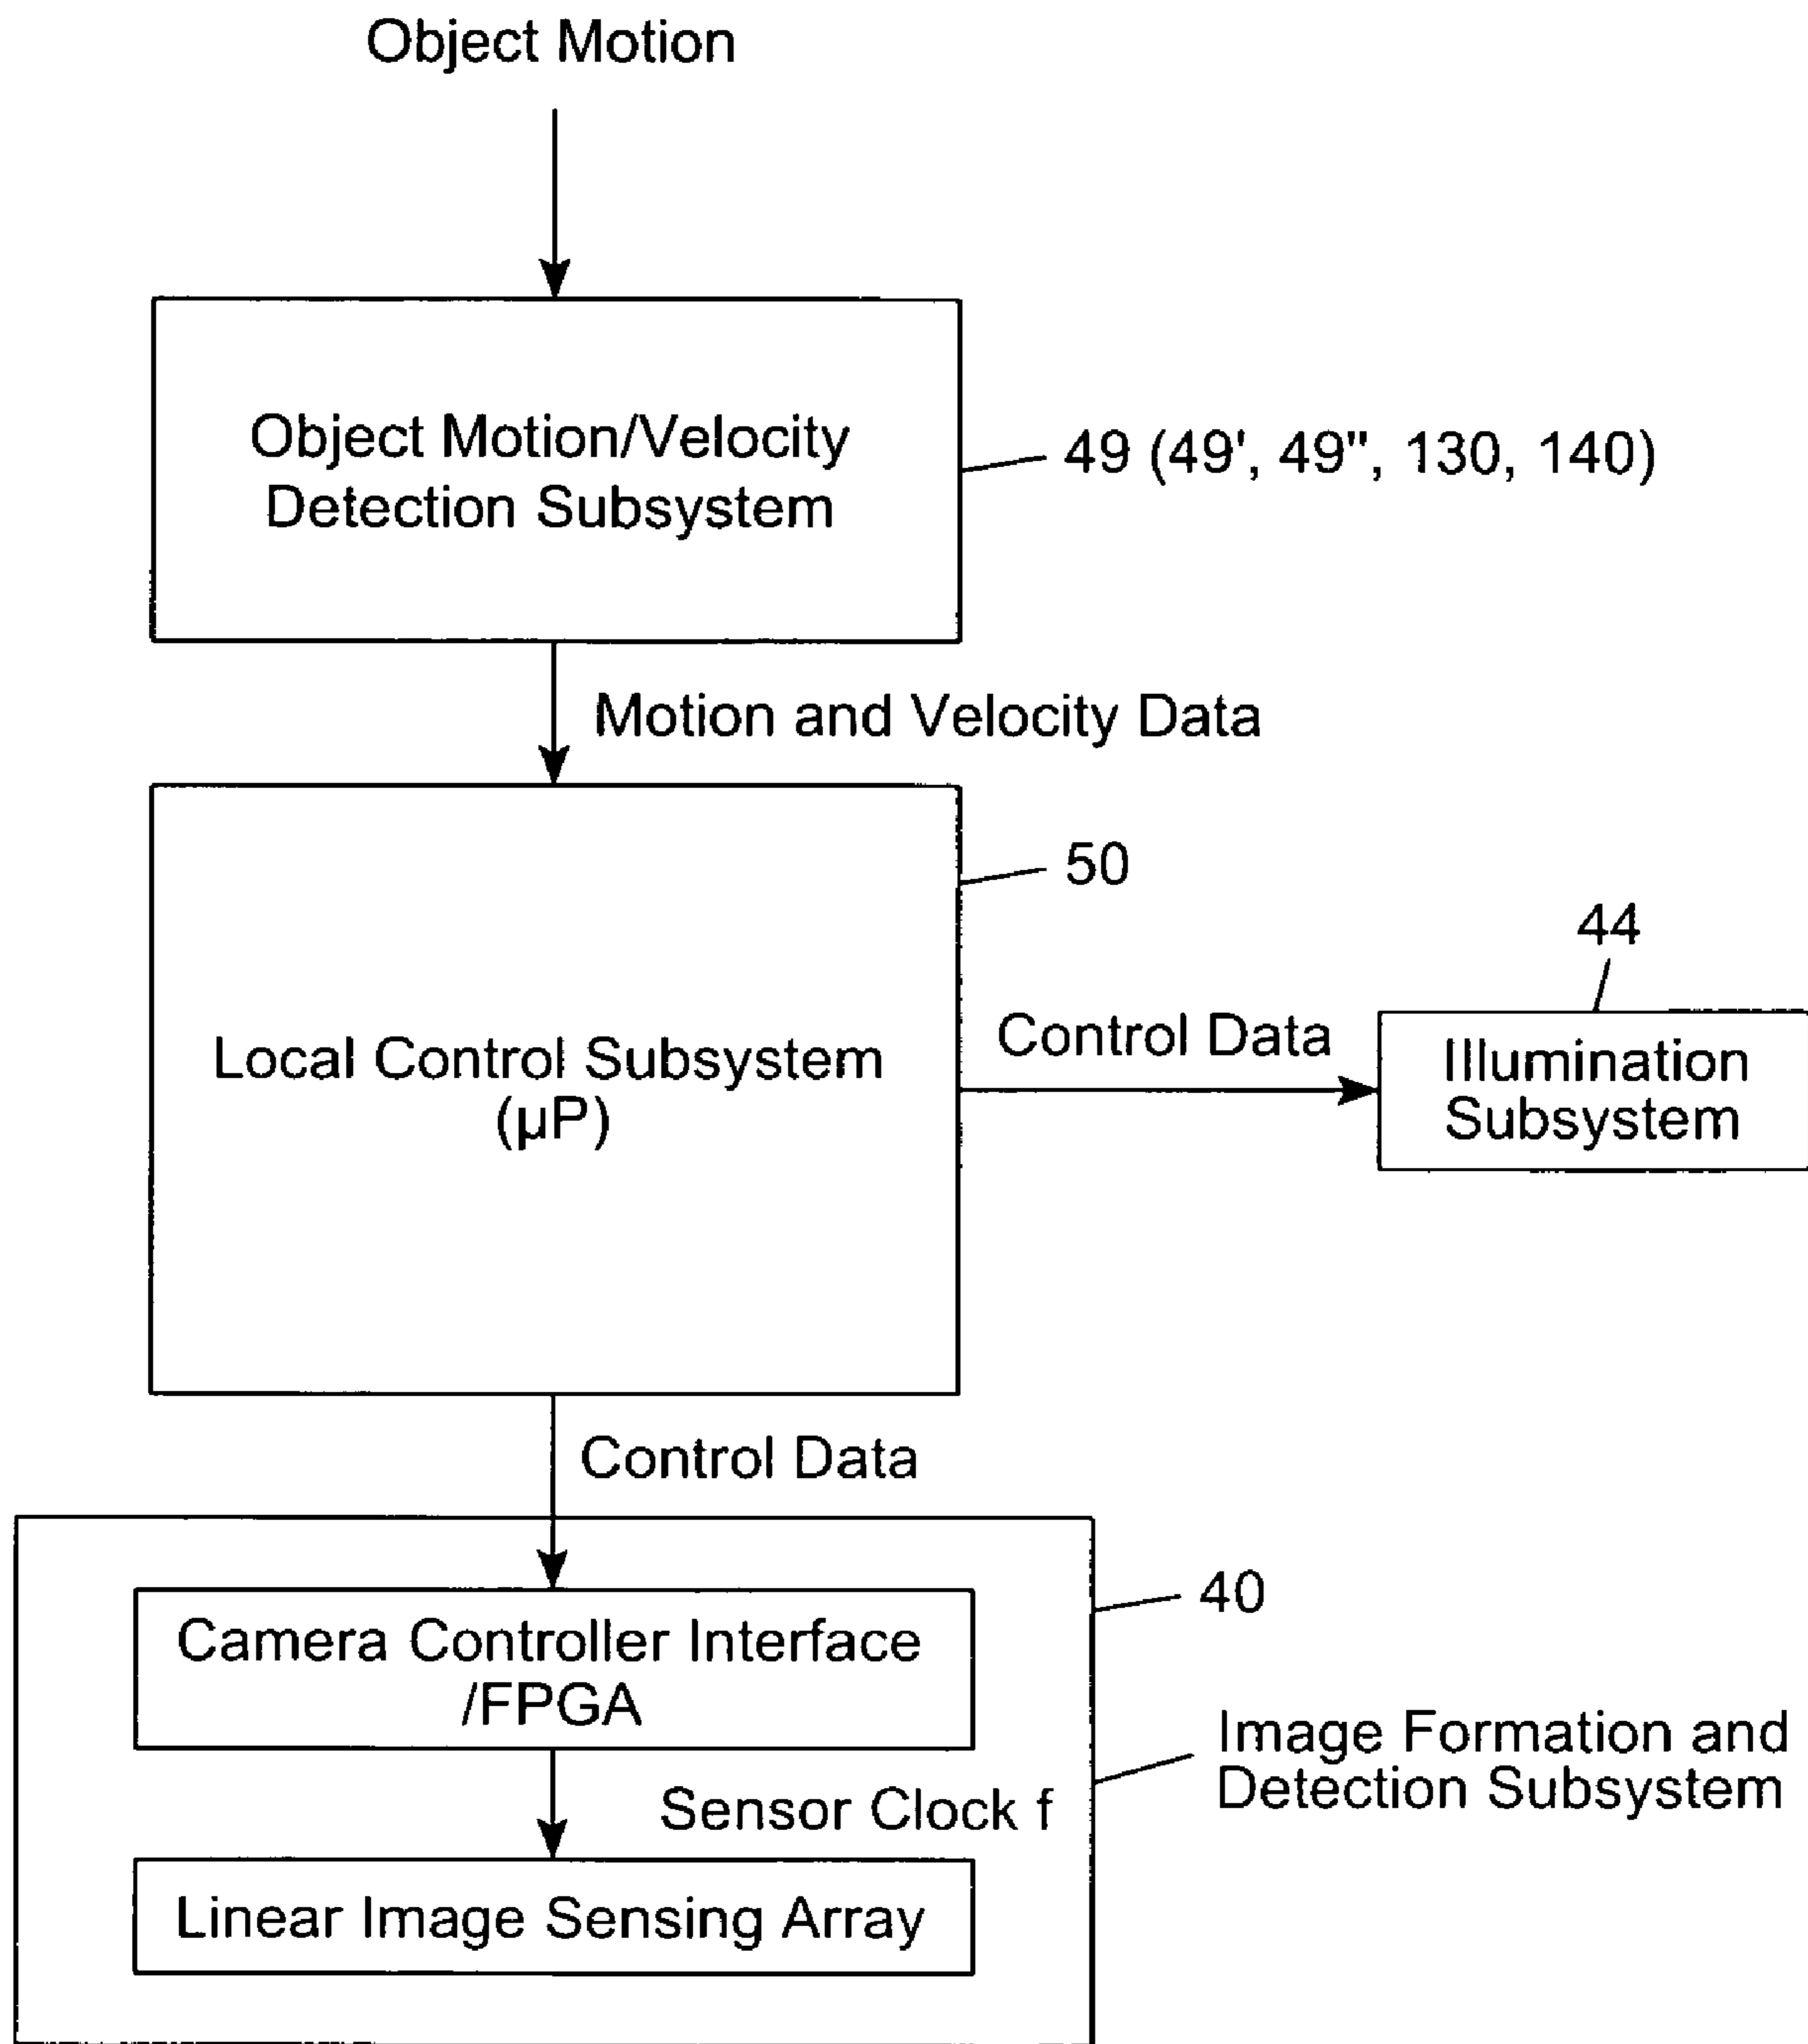 Object Motion
Object Motion/Velocity
Detection Subsystem
49 (49', 49", 130, 140)
Motion and Velocity Data
50
44
Local Control Subsystem
(µP)
Control Data
Illumination
Subsystem
Control Data
40
Camera Controller Interface
/FPGA
Image Formation and
Detection Subsystem
Sensor Clock f
Linear Image Sensing Array